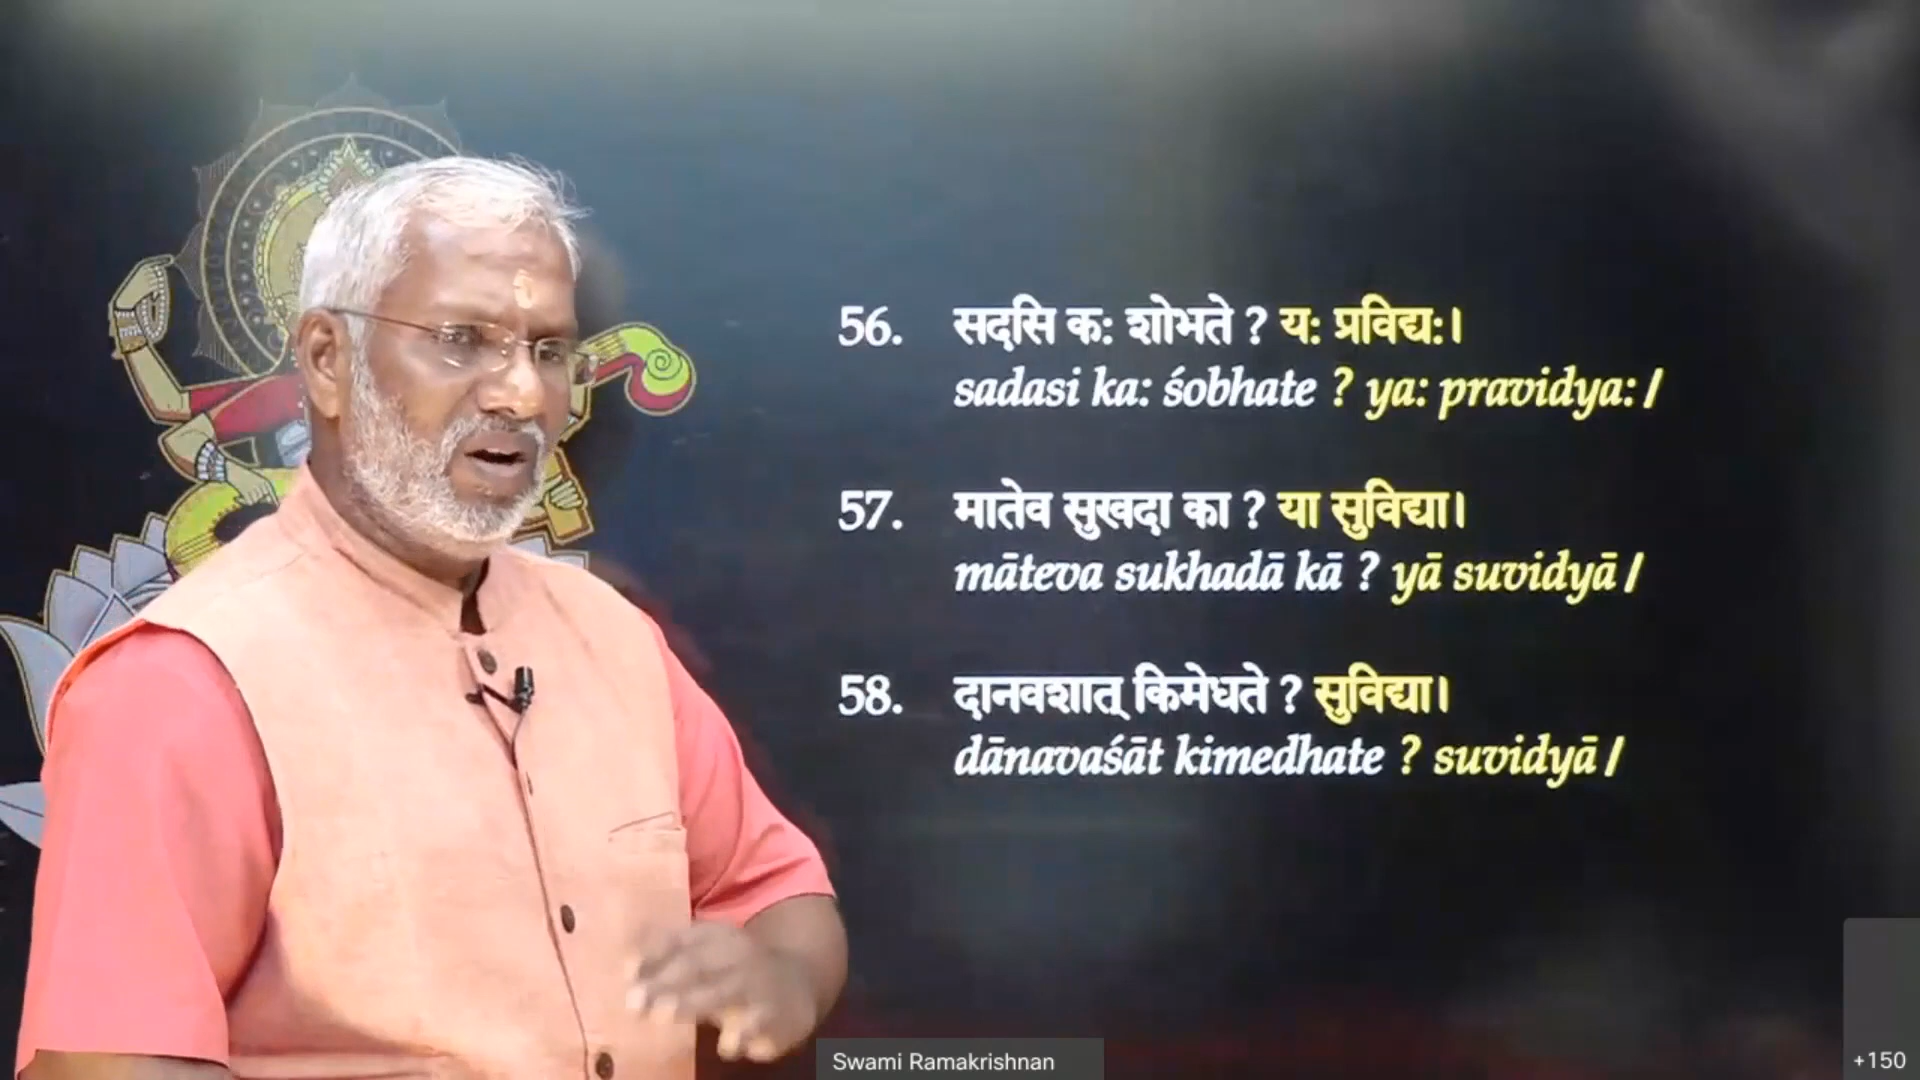 56. सदसि क: शोभते ? य: प्रविद्य:।
sadasi ka: śobhate ? ya: pravidya: /
57. मातेव सुखदा का ? या सुविद्या।
māteva sukhadā kā ? yā suvidyā /
58. दानवशात् किमेधते ? सुविद्या।
dānavaśāt kimedhate ? suvidyā /
Swami Ramakrishnan
+150